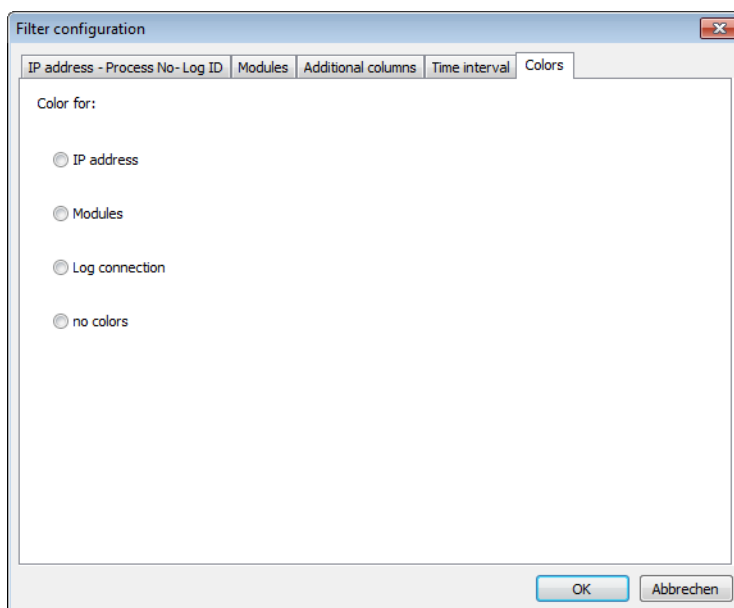 Filter configuration
IP address - Process No- Log ID Modules Additional columns Time interval Colors
Color for:
IP address
Modules
Log connection
no colors
OK Abbrechen